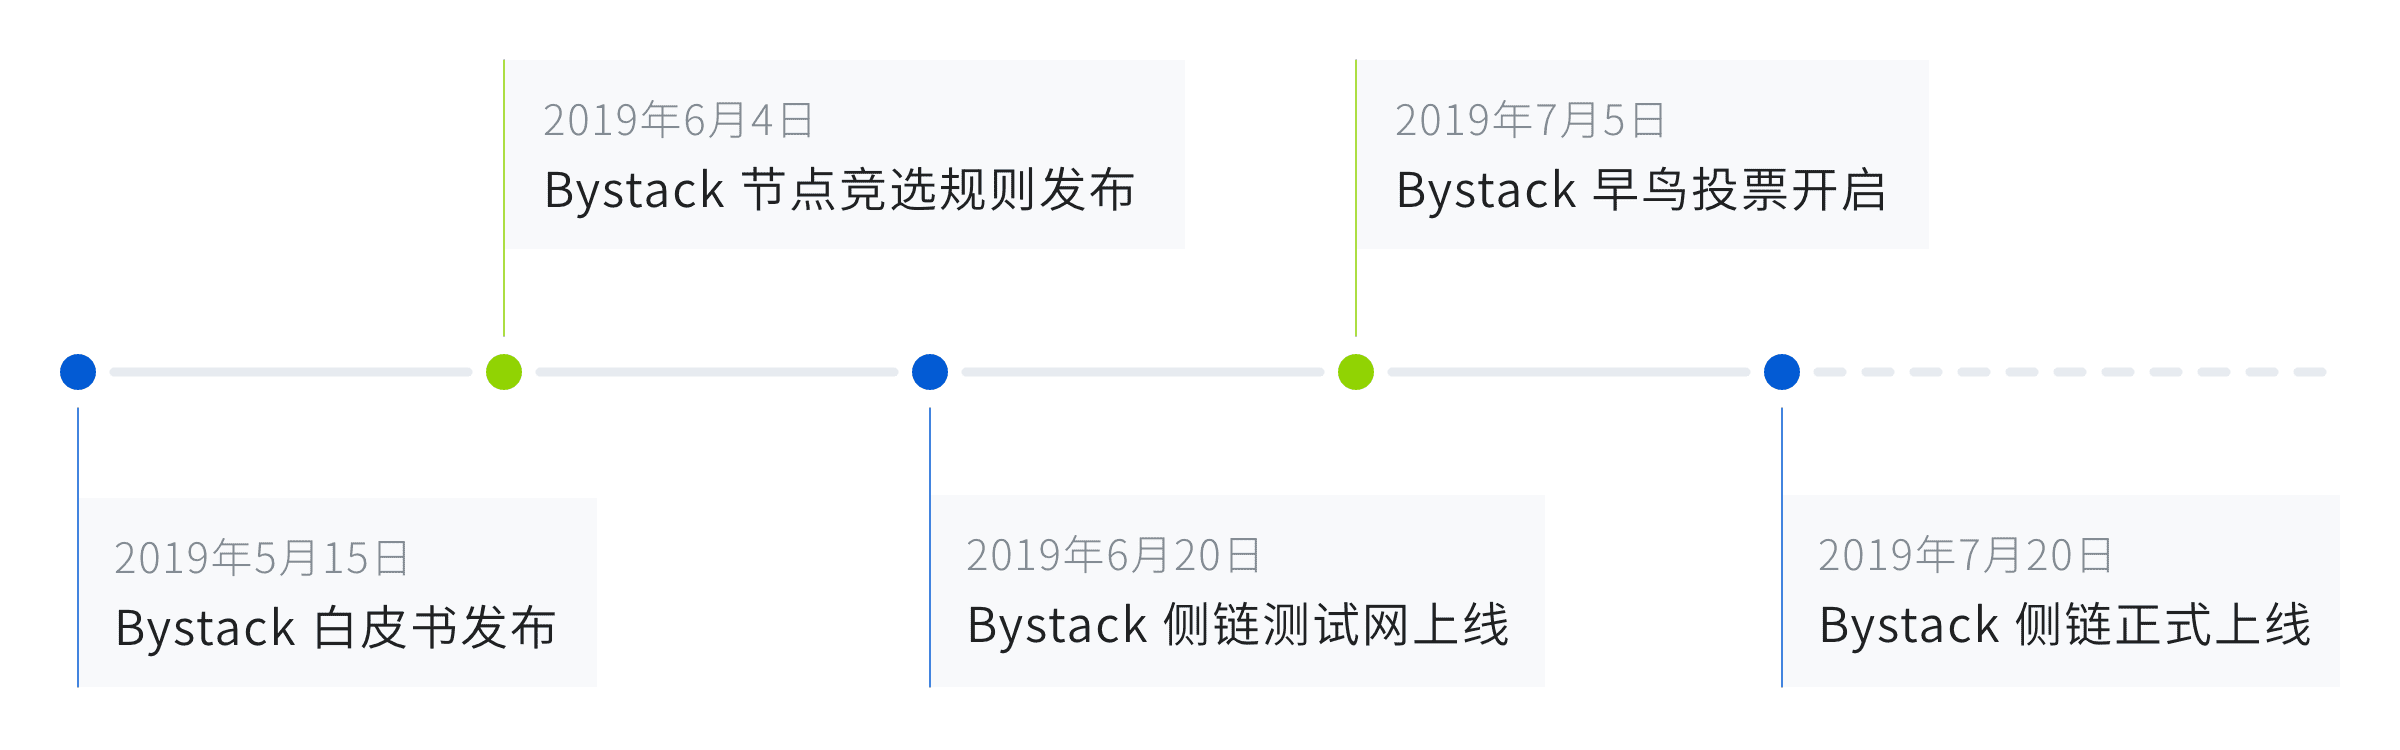 2019年6月4日
Bystack 节点竞选规则发布
2019年7月5日
Bystack 早鸟投票开启
2019年5月15日
Bystack 白皮书发布
2019年6月20日
Bystack 侧链测试网上线
2019年7月20日
Bystack 侧链正式上线